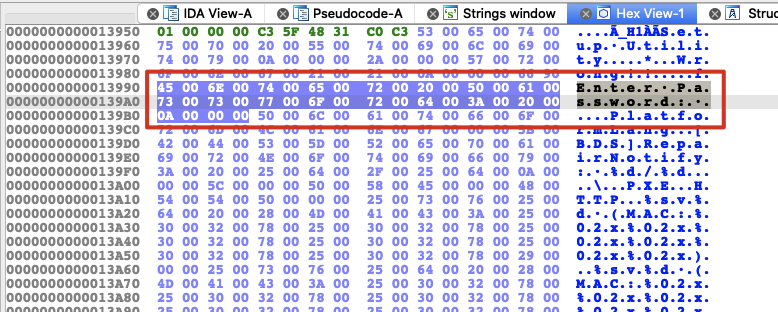 IDA View-A Pseudocode-A Strings window Hex View-1 Struc
0000000000013950 01 00 00 00 C3 5F 48 31 C0 C3 53 00 65 00 74 00 ....Ã_H1ÀÃS.e.t.
0000000000013960 75 00 70 00 20 00 55 00 74 00 69 00 6C 00 69 00 u.p.·.U.t.i.l.i.
0000000000013970 74 00 79 00 0A 00 00 00 2A 00 00 00 57 00 72 00 t.y.....*...W.r.
0000000000013980
0000000000013990 45 00 6E 00 74 00 65 00 72 00 20 00 50 00 61 00 E.n.t.e.r.·.P.a.
00000000000139A0 73 00 73 00 77 00 6F 00 72 00 64 00 3A 00 20 00 s.s.w.o.r.d.:.·.
00000000000139B0 0A 00 00 00 50 00 6C 00 61 00 74 00 66 00 6F 00 ....P.l.a.t.f.o.
00000000000139C0 72 00 6D 00 4C 00 61 00 6E 00 67 00 00 00 5B 00 r.m.L.a.n.g...[.
00000000000139D0 42 00 44 00 53 00 5D 00 52 00 65 00 70 00 61 00 B.D.S.].R.e.p.a.
00000000000139E0 69 00 72 00 4E 00 6F 00 74 00 69 00 66 00 79 00 i.r.N.o.t.i.f.y.
00000000000139F0 3A 00 20 00 25 00 64 00 2F 00 25 00 64 00 0A 00 :.·.%.d./.%.d...
0000000000013A00 00 00 5C 00 00 00 50 00 58 00 45 00 00 00 48 00 ..\...P.X.E...H.
0000000000013A10 54 00 54 00 50 00 00 00 25 00 73 00 76 00 25 00 T.T.P...%.s.v.%.
0000000000013A20 64 00 20 00 28 00 4D 00 41 00 43 00 3A 00 25 00 d.·.(.M.A.C.:.%.
0000000000013A30 30 00 32 00 78 00 25 00 30 00 32 00 78 00 25 00 0.2.x.%.0.2.x.%.
0000000000013A40 30 00 32 00 78 00 25 00 30 00 32 00 78 00 25 00 0.2.x.%.0.2.x.%.
0000000000013A50 30 00 32 00 78 00 25 00 30 00 32 00 78 00 29 00 0.2.x.%.0.2.x.).
0000000000013A60 00 00 25 00 73 00 76 00 25 00 64 00 20 00 28 00 ..%.s.v.%.d.·.(.
0000000000013A70 4D 00 41 00 43 00 3A 00 25 00 30 00 32 00 78 00 M.A.C.:.%.0.2.x.
0000000000013A80 25 00 30 00 32 00 78 00 25 00 30 00 32 00 78 00 %.0.2.x.%.0.2.x.